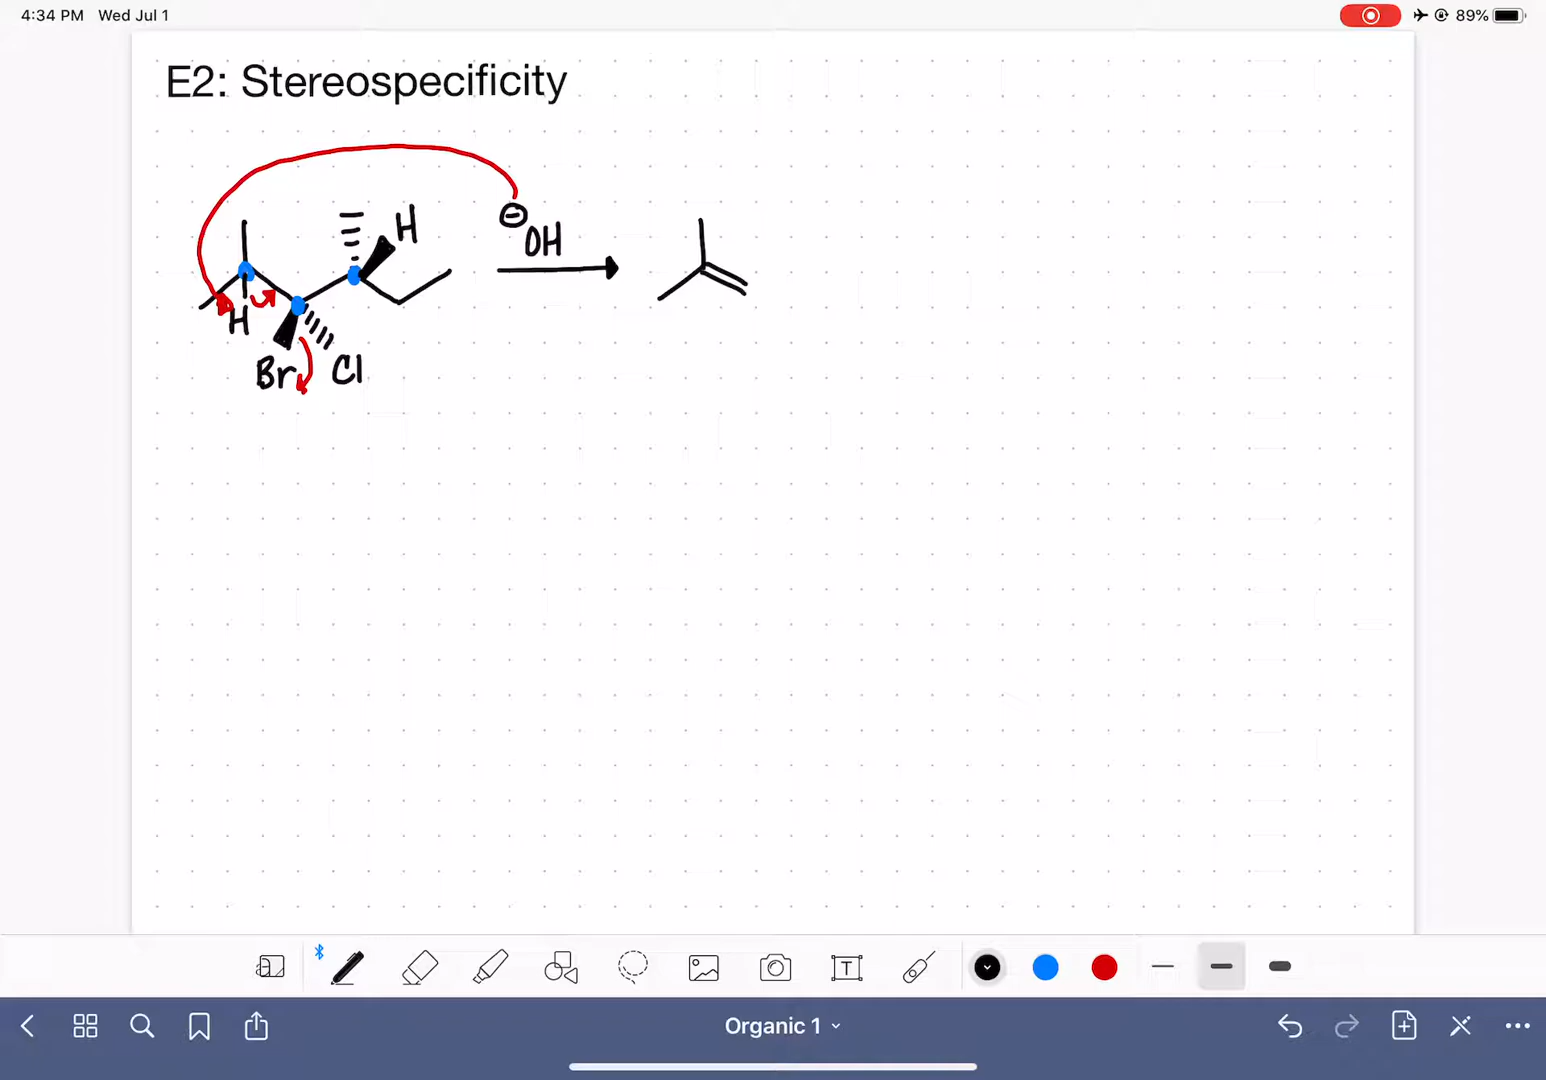 4:34 PM Wed Jul 1
89%
E2: Stereospecificity
H
⊖
OH
H
Br Cl
T
Organic 1